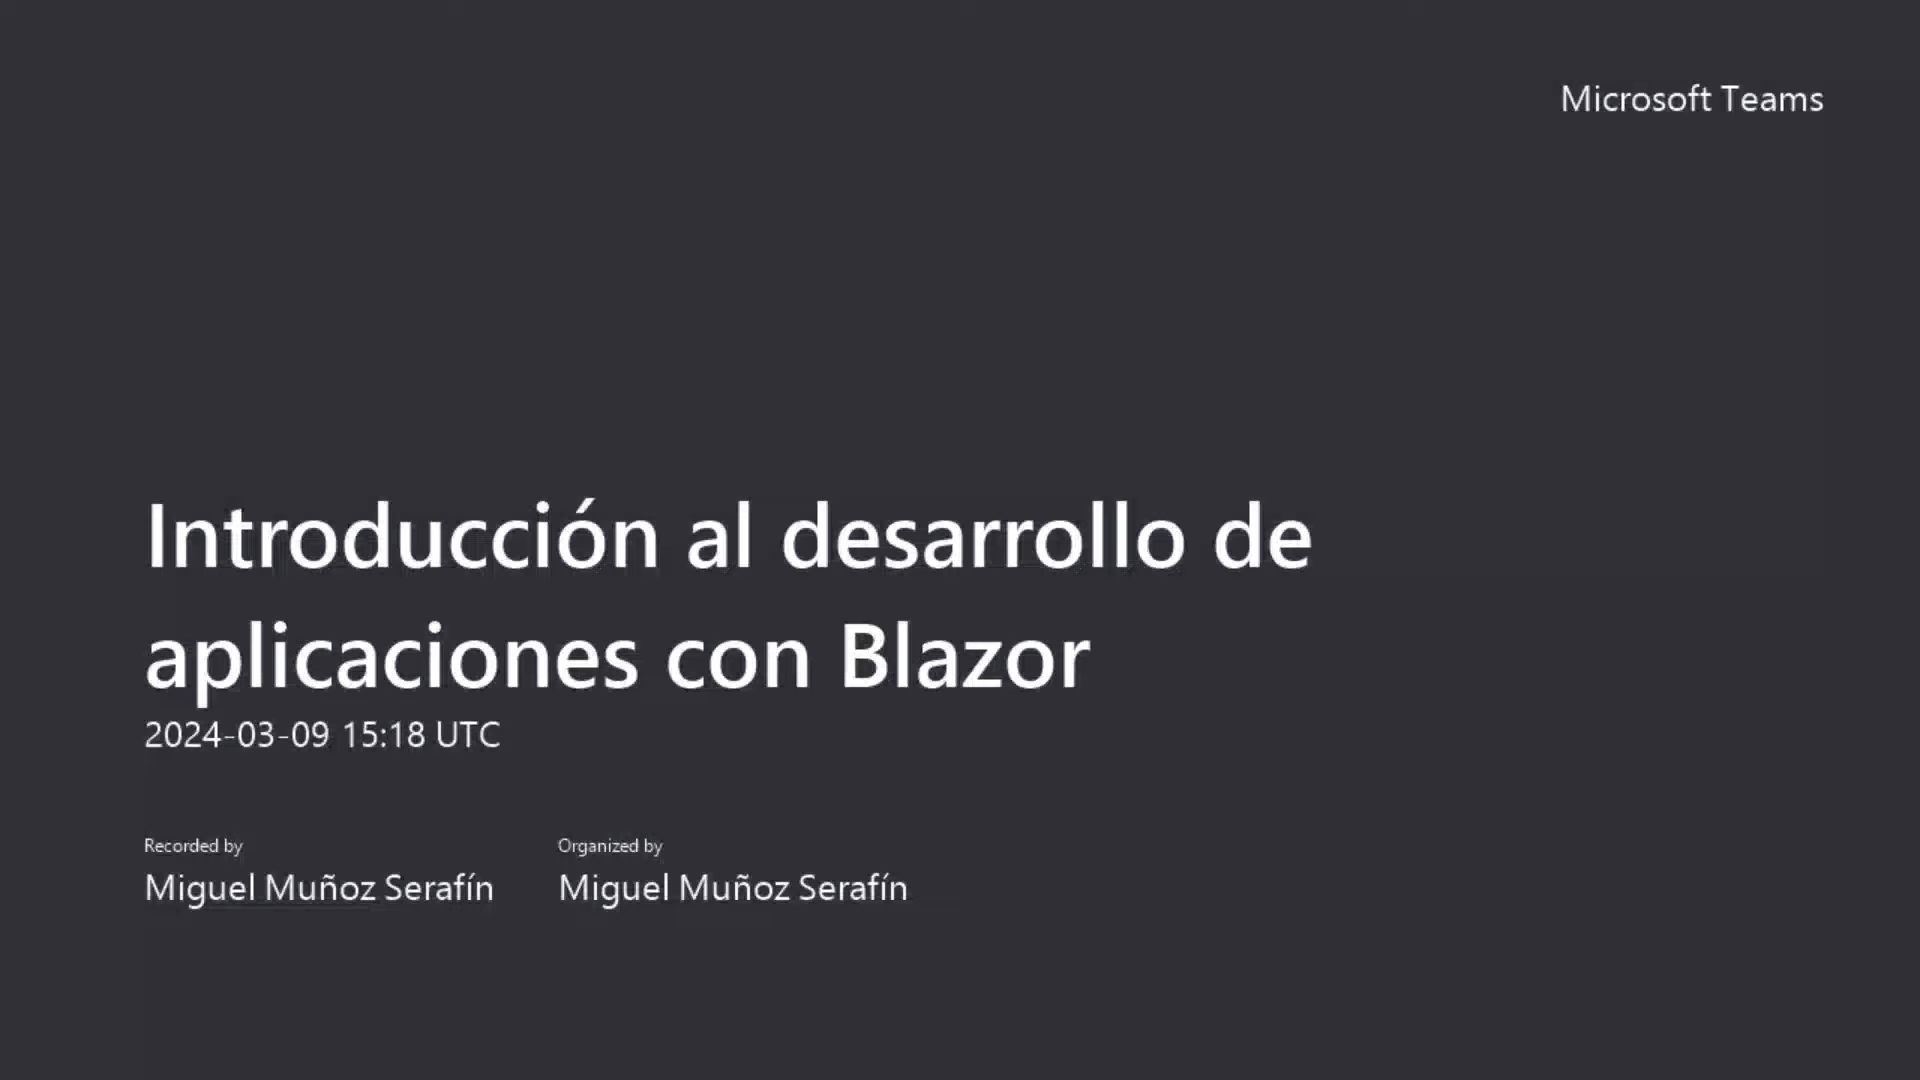 Microsoft Teams
Introducción al desarrollo de
aplicaciones con Blazor
2024-03-09 15:18 UTC
Recorded by
Organized by
Miguel Muñoz Serafín
Miguel Muñoz Serafín